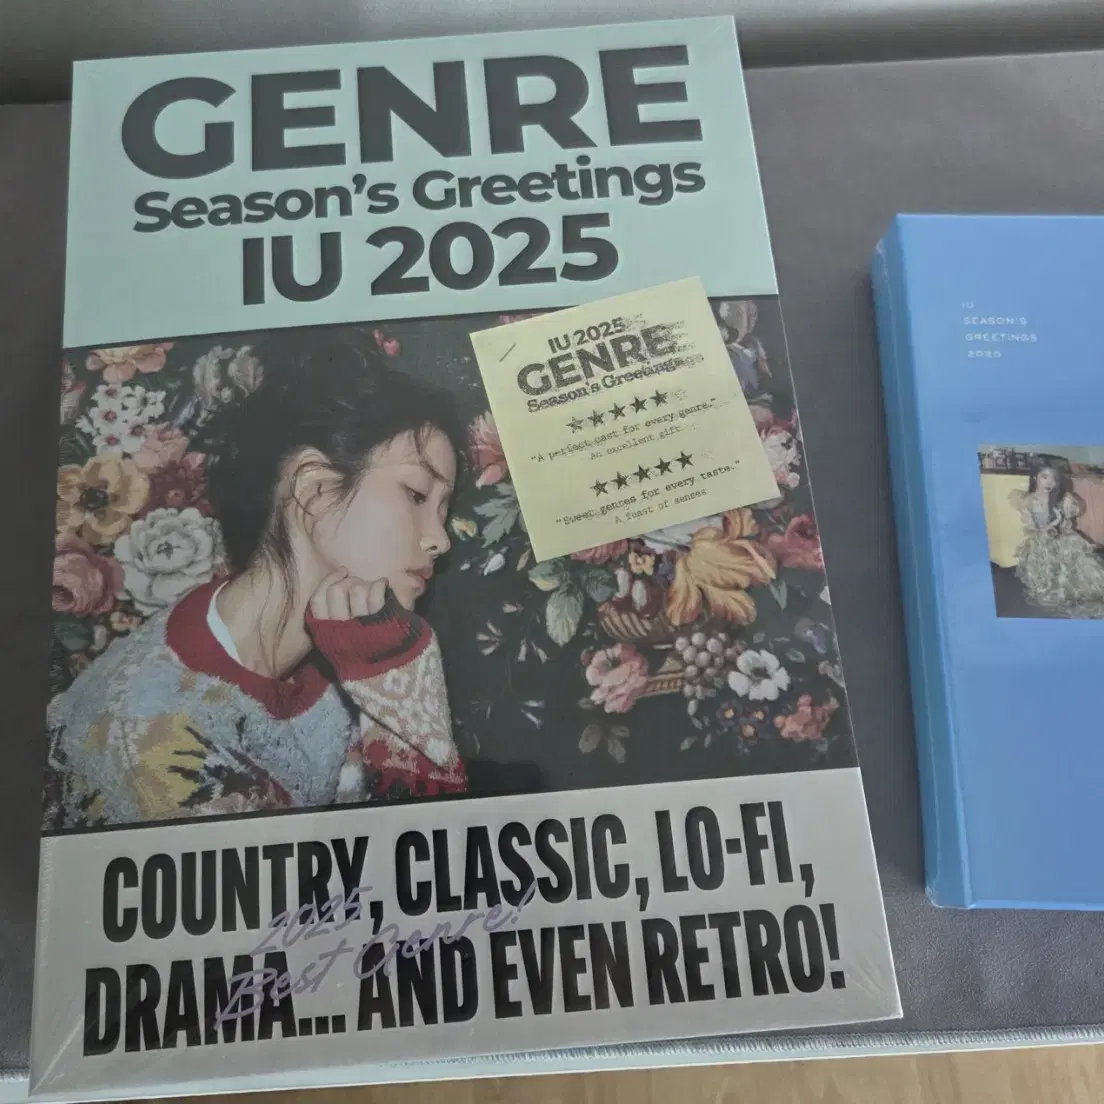 GENRE
Season's Greetings
IU 2025
IU 2025
GENRE
Season's Greetings
"A perfect cast for every genre."
An excellent gift
"Sweet genres for every taste."
A feast of senses
COUNTRY, CLASSIC, LO-FI,
DRAMA... AND EVEN RETRO!
2025
Best Genre!
IU
SEASON'S
GREETINGS
2020